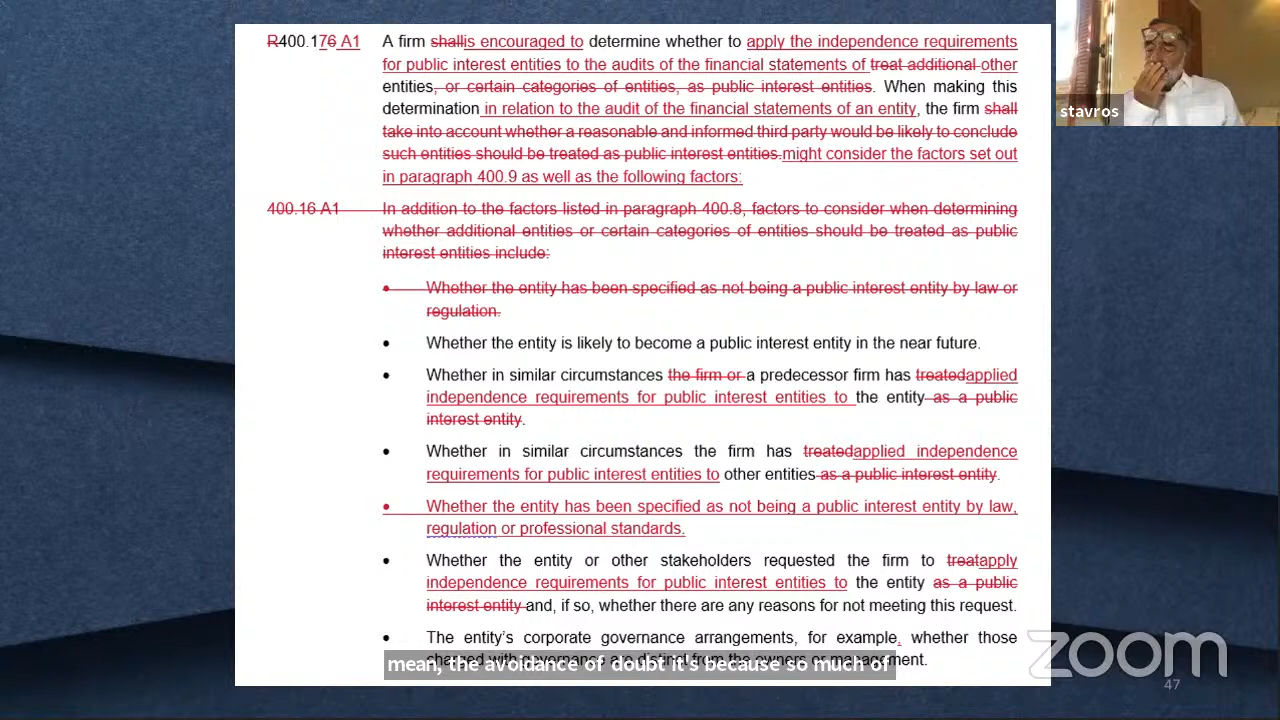 R400.176 A1 A firm shallis encouraged to determine whether to apply the independence requirements
for public interest entities to the audits of the financial statements of treat additional other
entities, or certain categories of entities, as public interest entities. When making this
determination in relation to the audit of the financial statements of an entity, the firm shall
take into account whether a reasonable and informed third party would be likely to conclude
such entities should be treated as public interest entities.might consider the factors set out
in paragraph 400.9 as well as the following factors:
400.16 A1 In addition to the factors listed in paragraph 400.8, factors to consider when determining
whether additional entities or certain categories of entities should be treated as public
interest entities include:
• Whether the entity has been specified as not being a public interest entity by law or
regulation.
• Whether the entity is likely to become a public interest entity in the near future.
• Whether in similar circumstances the firm or a predecessor firm has treatedapplied
independence requirements for public interest entities to the entity as a public
interest entity.
• Whether in similar circumstances the firm has treatedapplied independence
requirements for public interest entities to other entities as a public interest entity.
• Whether the entity has been specified as not being a public interest entity by law,
regulation or professional standards.
• Whether the entity or other stakeholders requested the firm to treatapply
independence requirements for public interest entities to the entity as a public
interest entity and, if so, whether there are any reasons for not meeting this request.
• The entity's corporate governance arrangements, for example, whether those
charged with governance are distinct from the owners or management.
mean, the avoidance of doubt it's because so much of
stavros
zoom
47